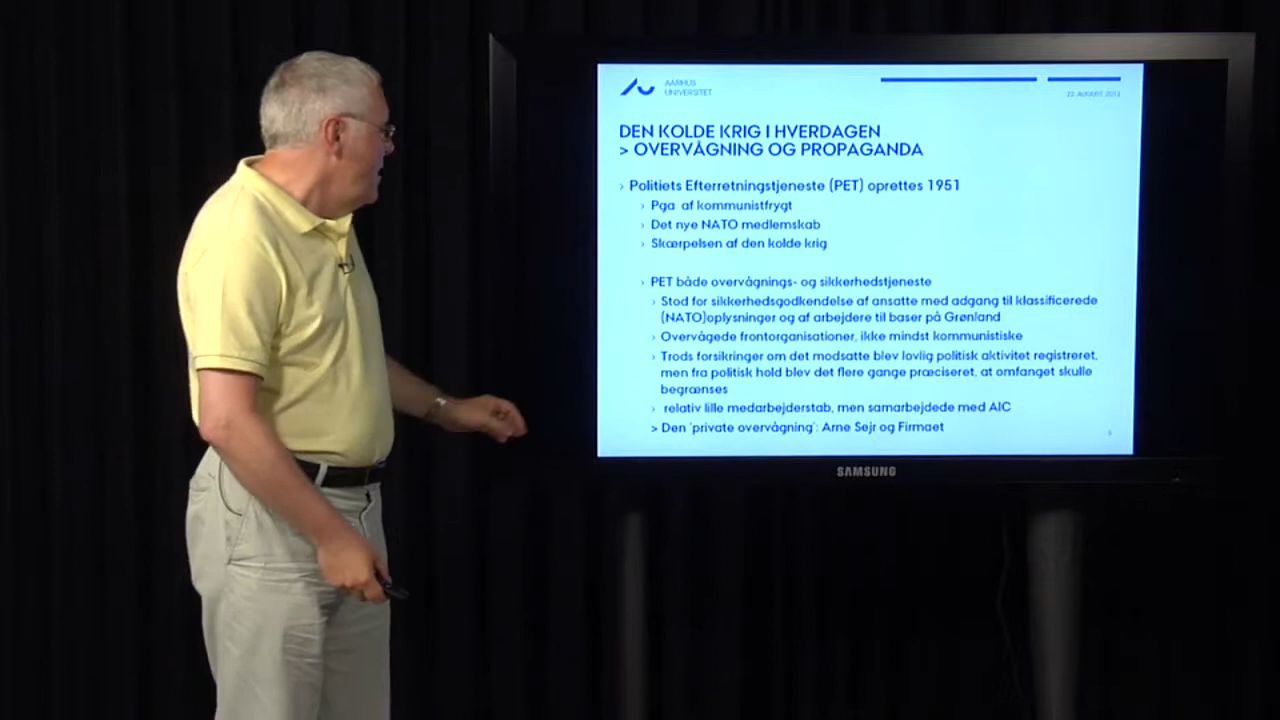 AARHUS
UNIVERSITET
22. AUGUST 2013
DEN KOLDE KRIG I HVERDAGEN
> OVERVÅGNING OG PROPAGANDA
› Politiets Efterretningstjeneste (PET) oprettes 1951
› Pga af kommunistfrygt
› Det nye NATO medlemskab
› Skærpelsen af den kolde krig
› PET både overvågnings- og sikkerhedstjeneste
› Stod for sikkerhedsgodkendelse af ansatte med adgang til klassificerede
(NATO)oplysninger og af arbejdere til baser på Grønland
› Overvågede frontorganisationer, ikke mindst kommunistiske
› Trods forsikringer om det modsatte blev lovlig politisk aktivitet registreret,
men fra politisk hold blev det flere gange præciseret, at omfanget skulle
begrænses
› relativ lille medarbejderstab, men samarbejdede med AIC
> Den 'private overvågning': Arne Sejr og Firmaet
SAMSUNG